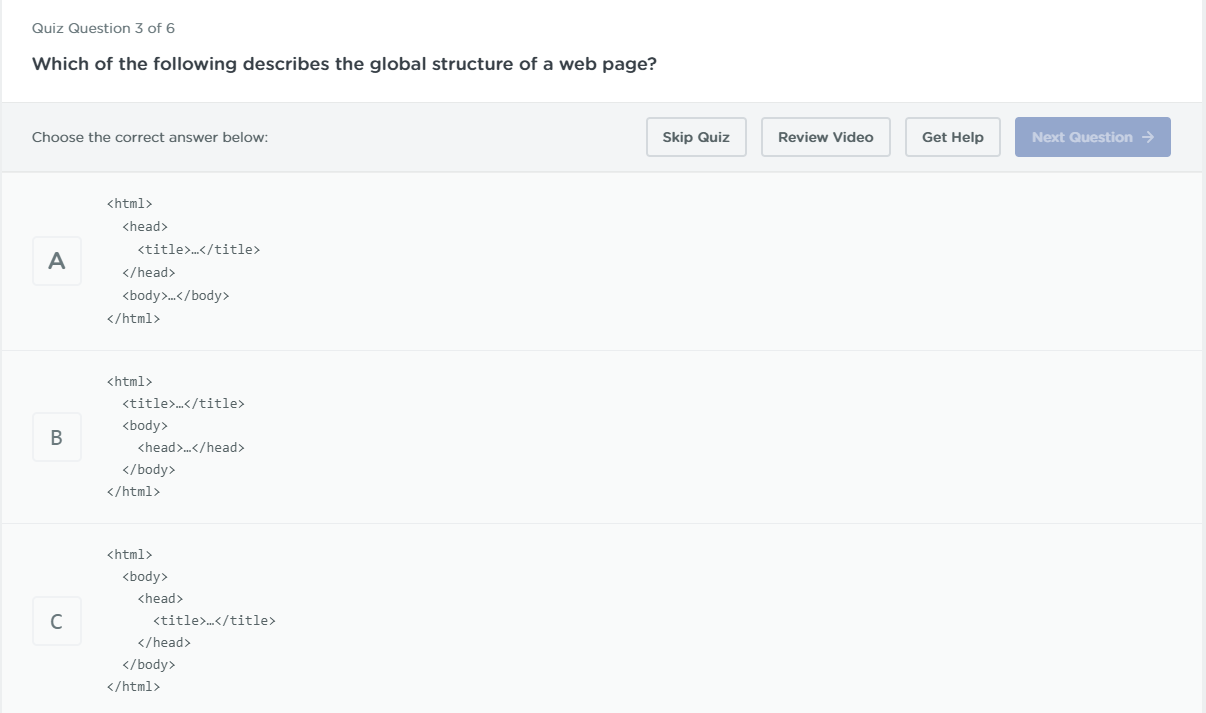 Quiz Question 3 of 6
Which of the following describes the global structure of a web page?
Choose the correct answer below:
Skip Quiz
Review Video
Get Help
Next Question →
A
<html>
  <head>
    <title>…</title>
  </head>
  <body>…</body>
</html>
B
<html>
  <title>…</title>
  <body>
    <head>…</head>
  </body>
</html>
C
<html>
  <body>
    <head>
      <title>…</title>
    </head>
  </body>
</html>